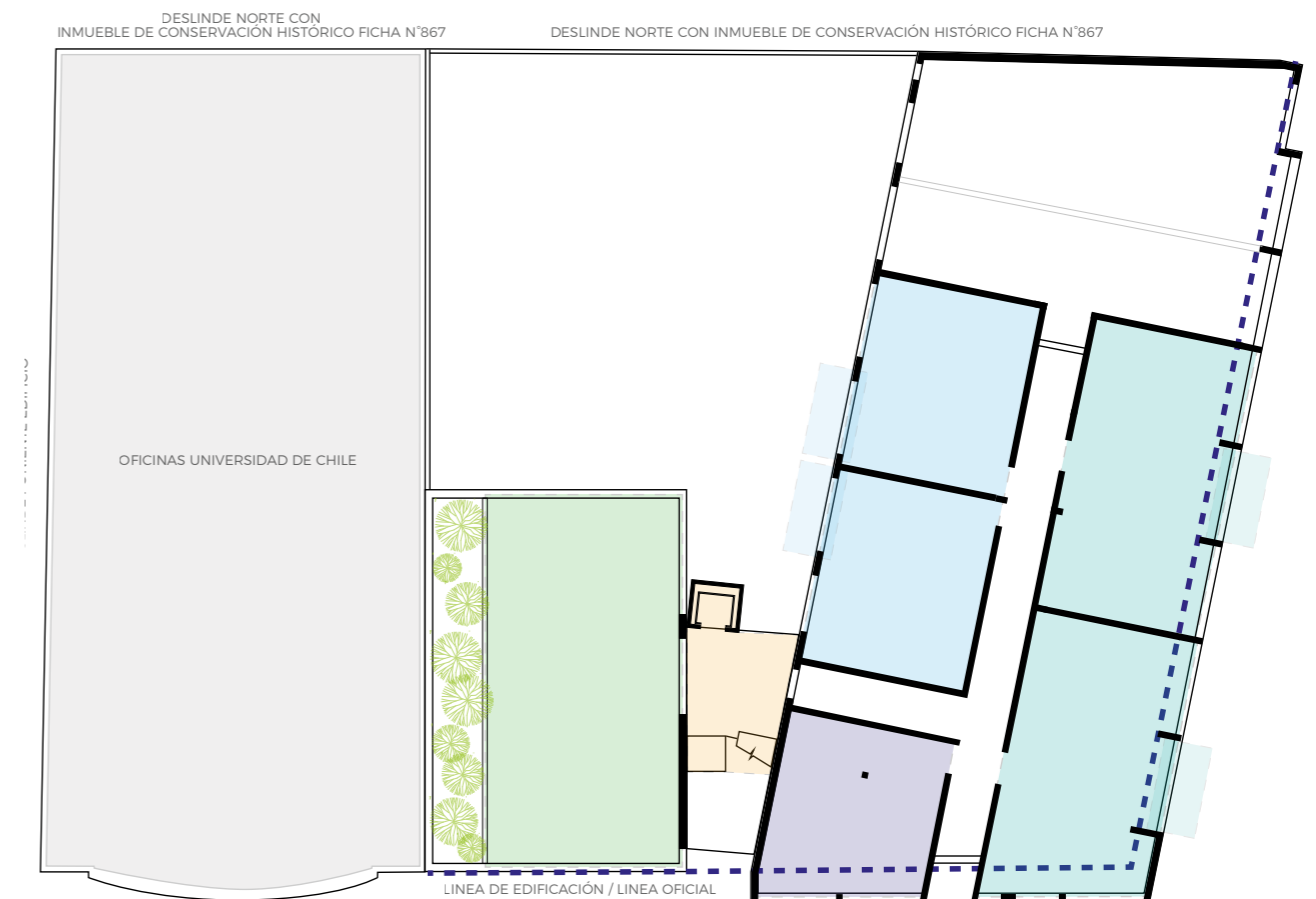 DESLINDE NORTE CON
INMUEBLE DE CONSERVACIÓN HISTÓRICO FICHA N°867
DESLINDE NORTE CON INMUEBLE DE CONSERVACIÓN HISTÓRICO FICHA N°867
OFICINAS UNIVERSIDAD DE CHILE
LINEA DE EDIFICACIÓN / LINEA OFICIAL